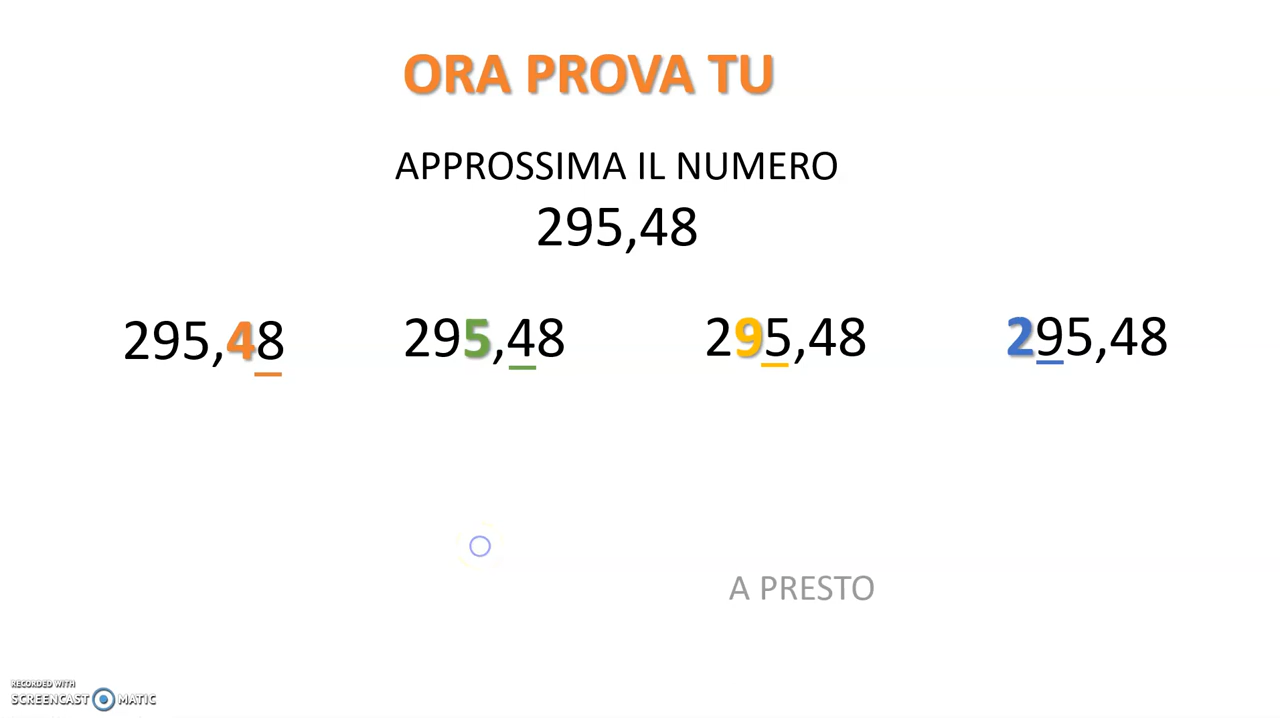 ORA PROVA TU
APPROSSIMA IL NUMERO
295,48
295,48 295,48 295,48 295,48
A PRESTO
RECORDED WITH
SCREENCAST MATIC